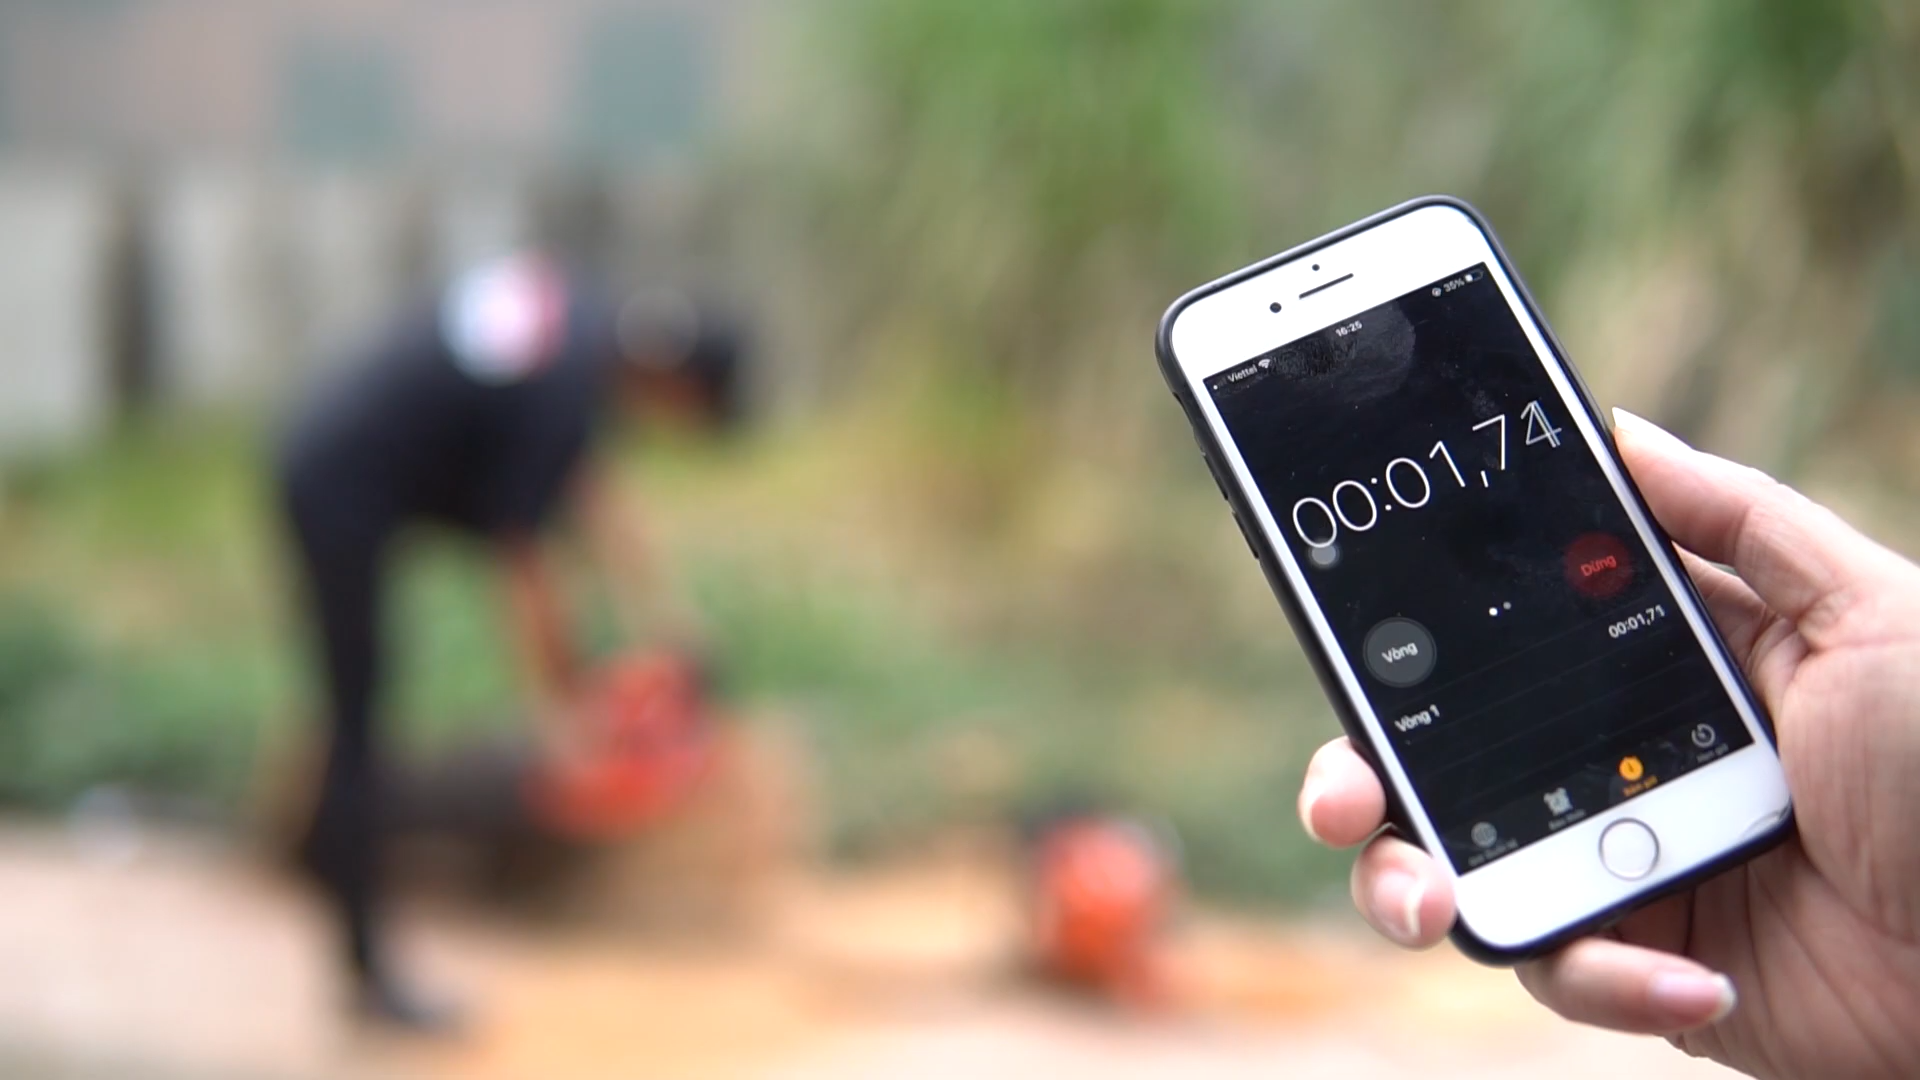 Viettel
16:25
35%
00:01,74
Vòng
Dừng
Vòng 1
00:01,71